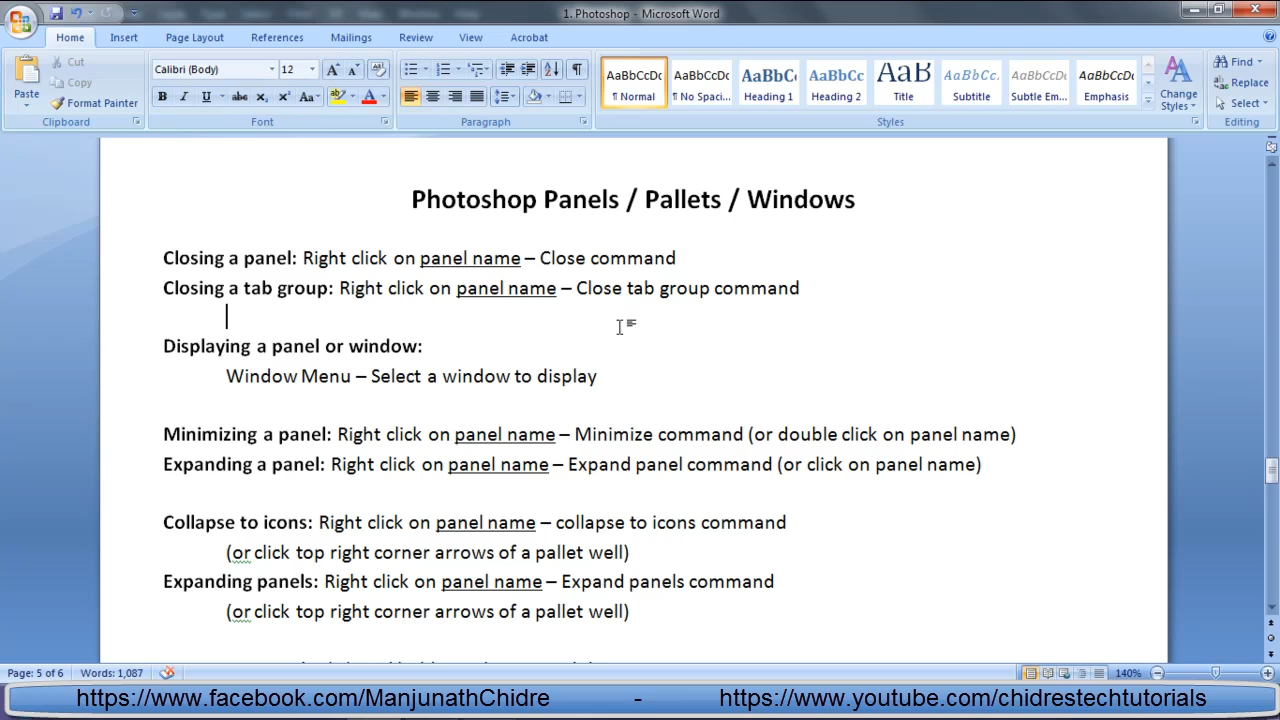 1. Photoshop - Microsoft Word
Home Insert Page Layout References Mailings Review View Acrobat
Paste
Cut
Copy
Format Painter
Clipboard
Calibri (Body) 12
Font
Paragraph
AaBbCcDc AaBbCcDc AaBbC AaBbCc AaB AaBbCc. AaBbCcDc AaBbCcDc
¶ Normal ¶ No Spaci... Heading 1 Heading 2 Title Subtitle Subtle Em... Emphasis
Change Styles
Styles
Find
Replace
Select
Editing
Photoshop Panels / Pallets / Windows
Closing a panel: Right click on panel name – Close command
Closing a tab group: Right click on panel name – Close tab group command
Displaying a panel or window:
Window Menu – Select a window to display
Minimizing a panel: Right click on panel name – Minimize command (or double click on panel name)
Expanding a panel: Right click on panel name – Expand panel command (or click on panel name)
Collapse to icons: Right click on panel name – collapse to icons command
(or click top right corner arrows of a pallet well)
Expanding panels: Right click on panel name – Expand panels command
(or click top right corner arrows of a pallet well)
Page: 5 of 6 Words: 1,087 140%
https://www.facebook.com/ManjunathChidre - https://www.youtube.com/chidrestechtutorials